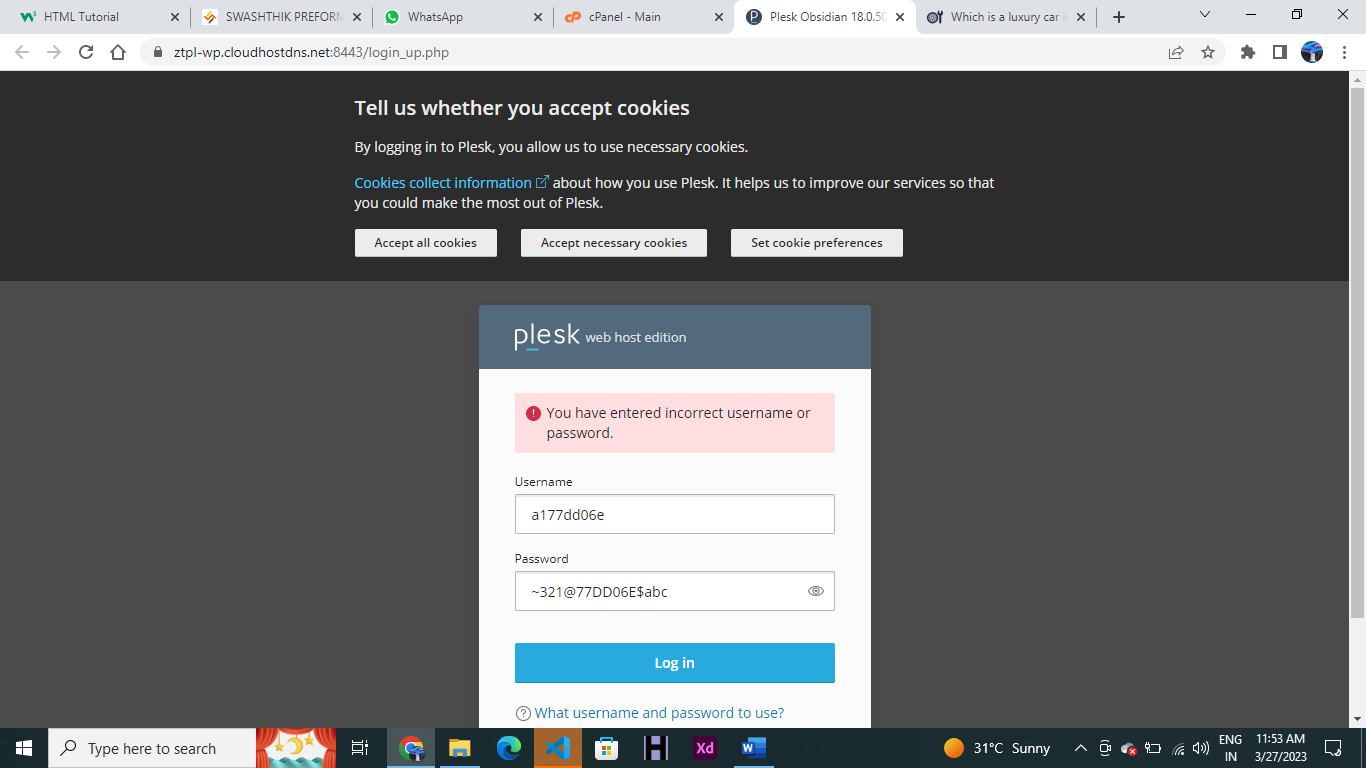 HTML Tutorial
SWASHTHIK PREFORM
WhatsApp
cPanel - Main
Plesk Obsidian 18.0.50
Which is a luxury car in
ztpl-wp.cloudhostdns.net:8443/login_up.php
Tell us whether you accept cookies
By logging in to Plesk, you allow us to use necessary cookies.
Cookies collect information about how you use Plesk. It helps us to improve our services so that
you could make the most out of Plesk.
Accept all cookies
Accept necessary cookies
Set cookie preferences
plesk web host edition
You have entered incorrect username or
password.
Username
a177dd06e
Password
~321@77DD06E$abc
Log in
What username and password to use?
Type here to search
Xd
31°C Sunny
ENG
IN
11:53 AM
3/27/2023